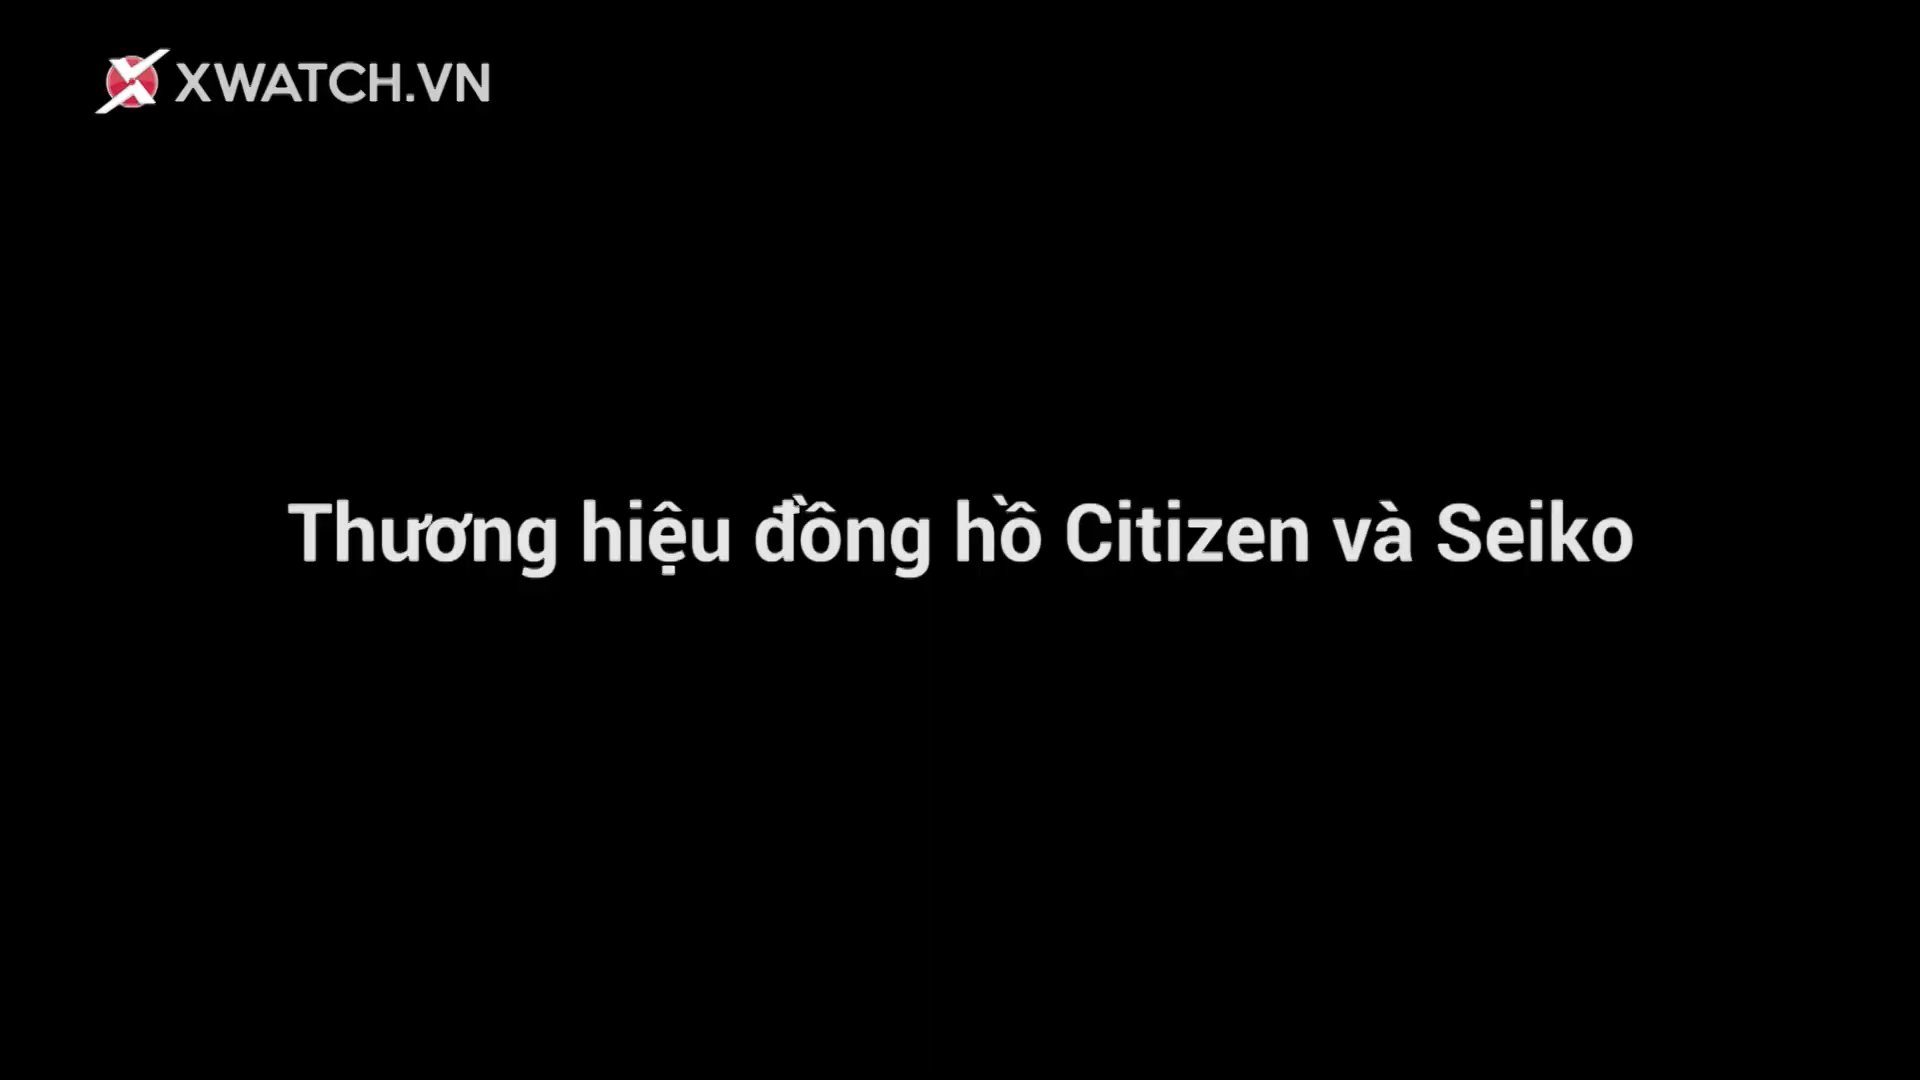 XWATCH.VN
Thương hiệu đồng hồ Citizen và Seiko